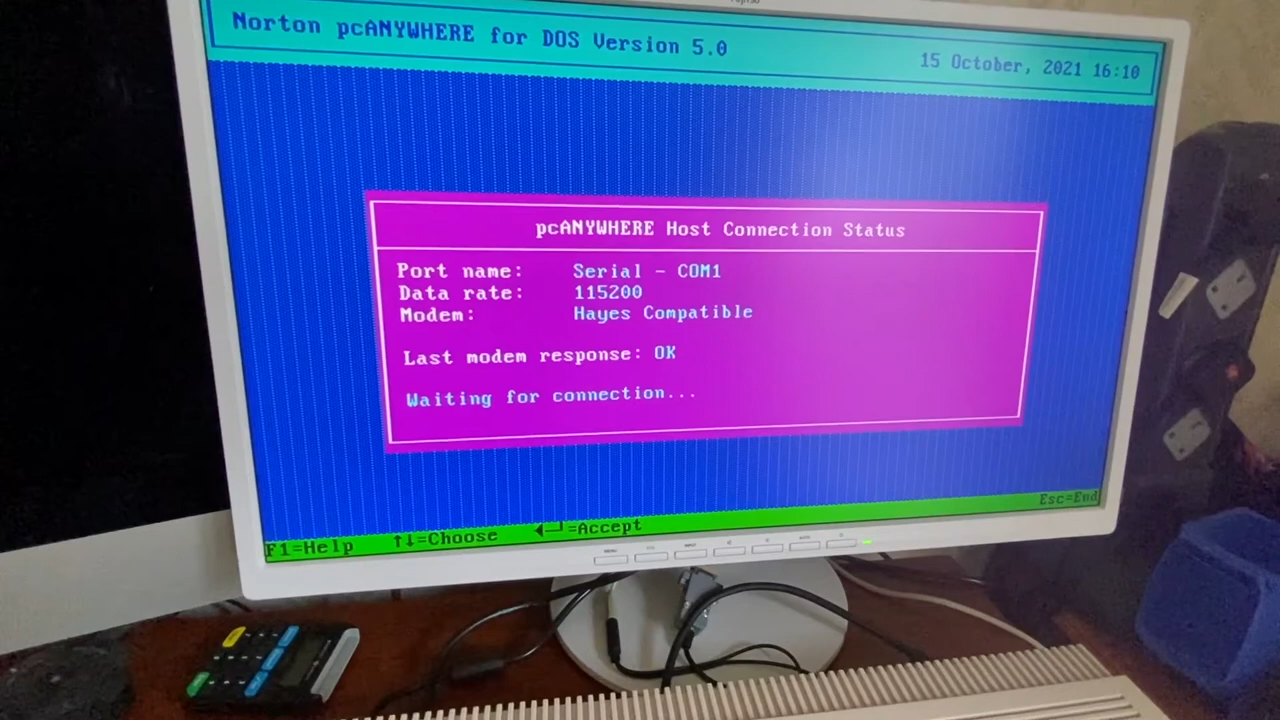 Norton pcANYWHERE for DOS Version 5.0
15 October, 2021 16:10
pcANYWHERE Host Connection Status
Port name: Serial - COM1
Data rate: 115200
Modem: Hayes Compatible
Last modem response: OK
Waiting for connection...
F1=Help ↑↓=Choose ◄─┘=Accept Esc=End